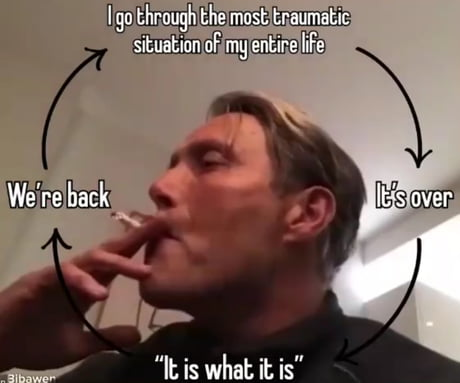 I go through the most traumatic
situation of my entire life
It's over
"It is what it is"
We're back
Bibawer